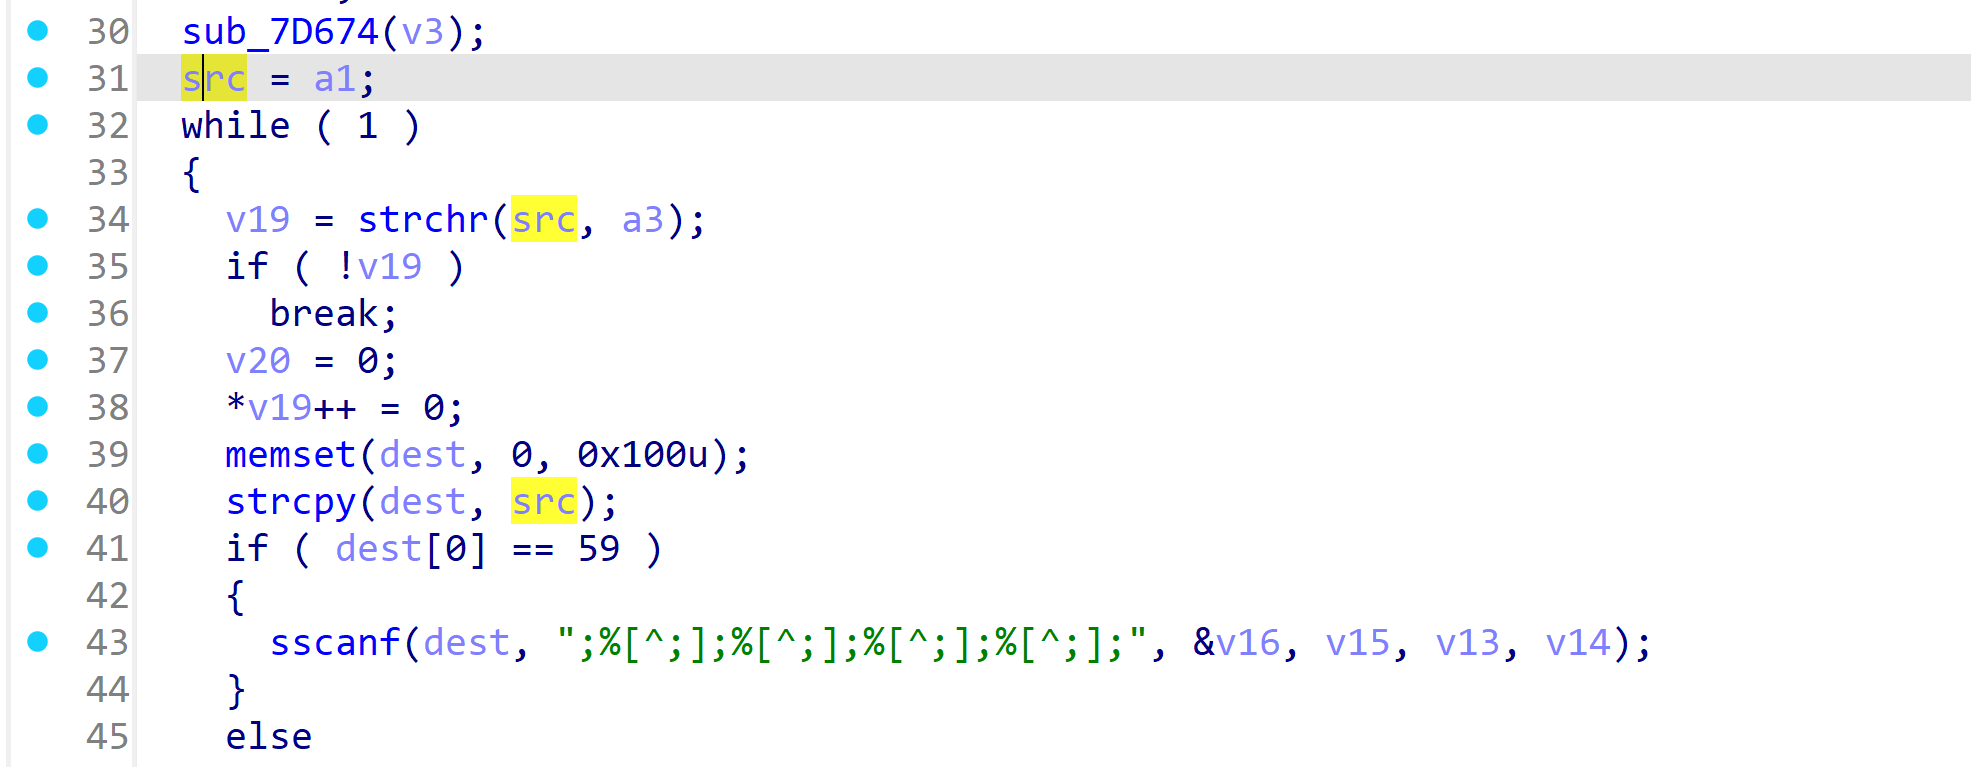 30 sub_7D674(v3);
31 src = a1;
32 while ( 1 )
33 {
34 v19 = strchr(src, a3);
35 if ( !v19 )
36 break;
37 v20 = 0;
38 *v19++ = 0;
39 memset(dest, 0, 0x100u);
40 strcpy(dest, src);
41 if ( dest[0] == 59 )
42 {
43 sscanf(dest, ";%[^;];%[^;];%[^;];%[^;];", &v16, v15, v13, v14);
44 }
45 else